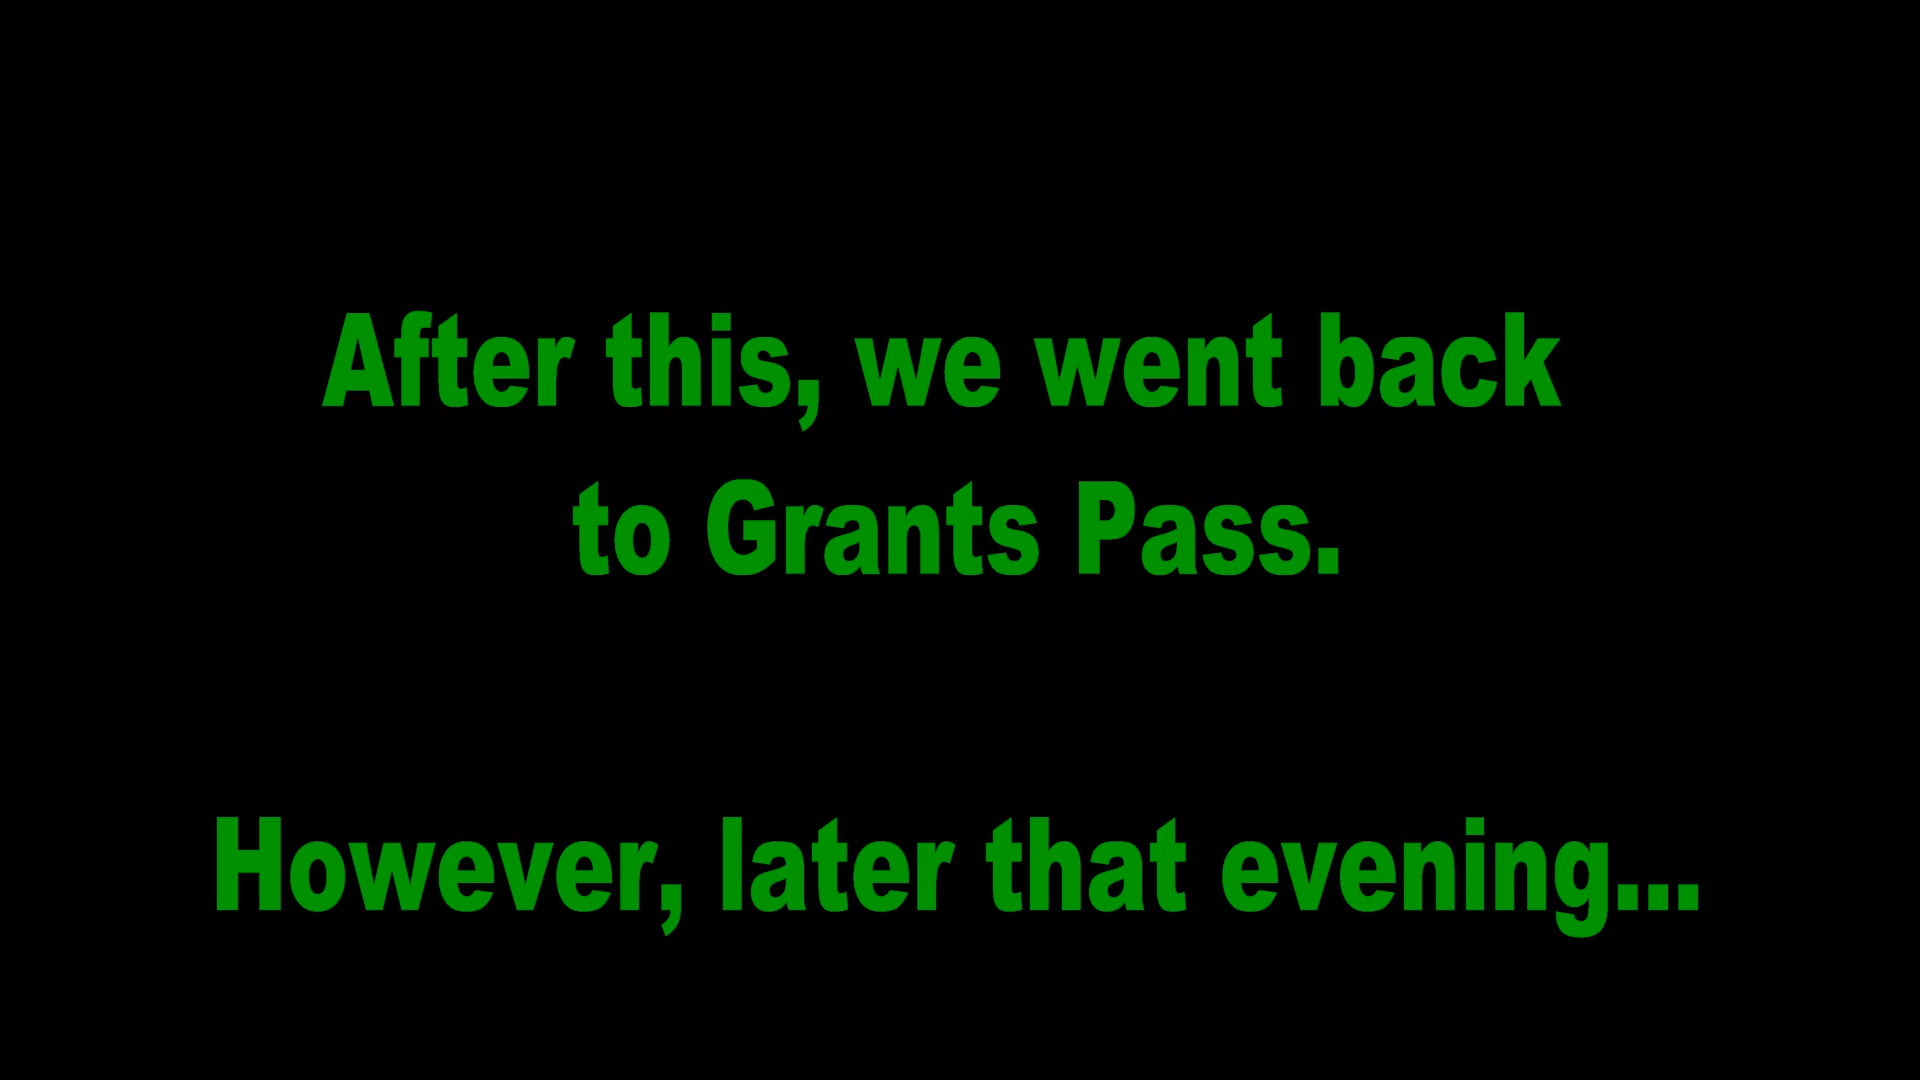 After this, we went back
to Grants Pass.
However, later that evening...